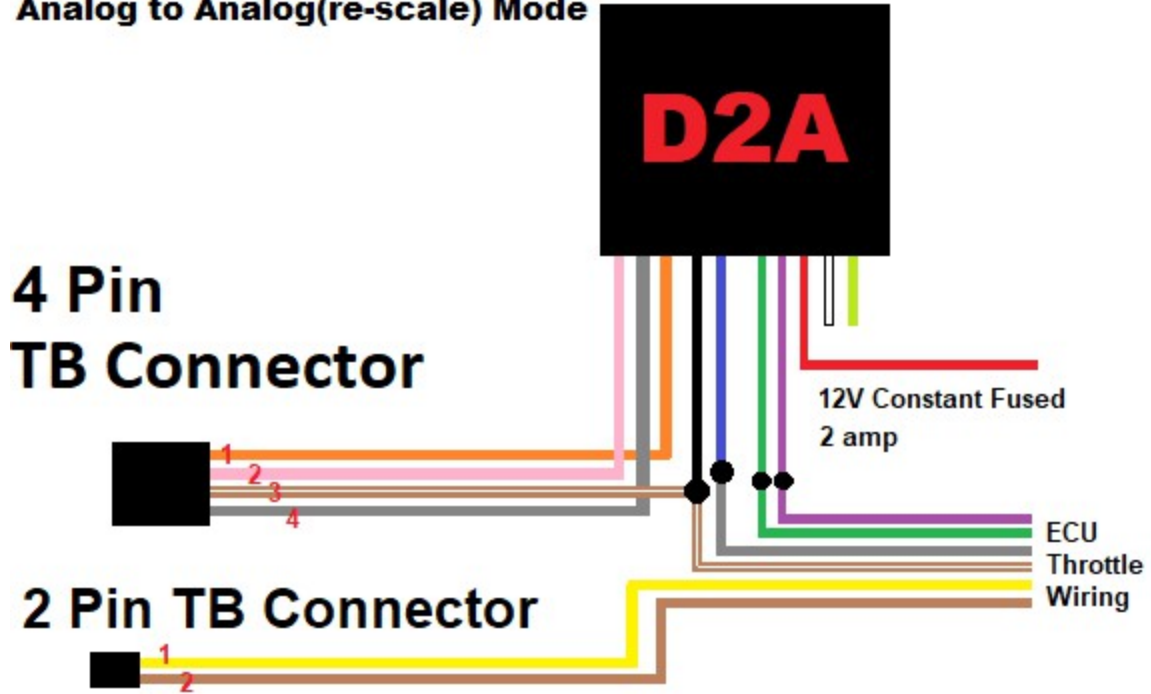 Analog to Analog(re-scale) Mode
D2A
4 Pin
TB Connector
12V Constant Fused
2 amp
1
2
3
4
ECU
Throttle
Wiring
2 Pin TB Connector
1
2